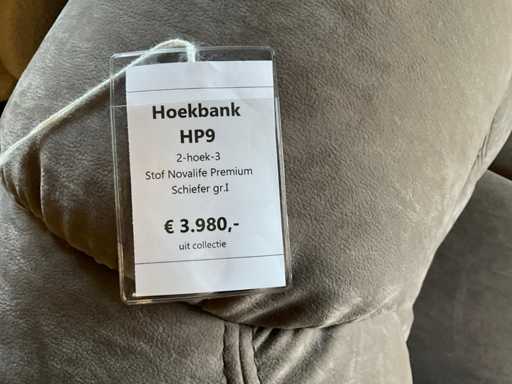 Hoekbank
HP9
2-hoek-3
Stof Novalife Premium
Schiefer gr.I
€ 3.980,-
uit collectie